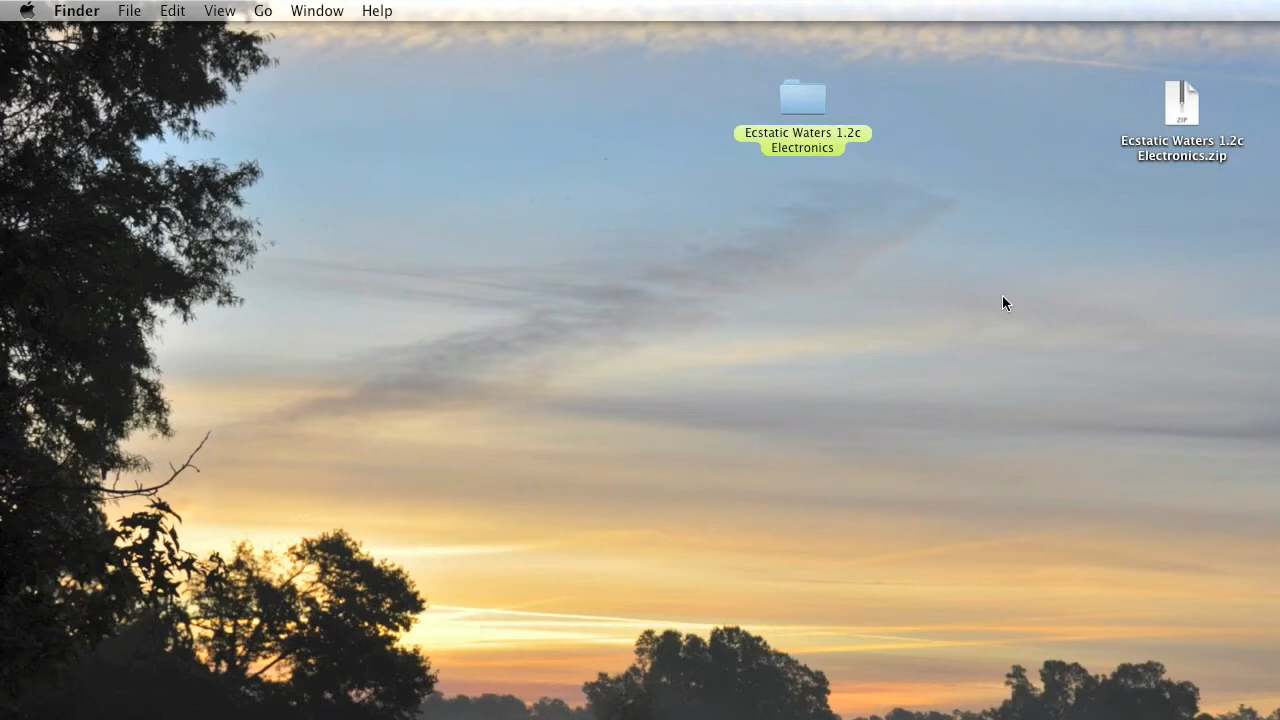 Finder File Edit View Go Window Help
Ecstatic Waters 1.2c
Electronics
ZIP
Ecstatic Waters 1.2c
Electronics.zip